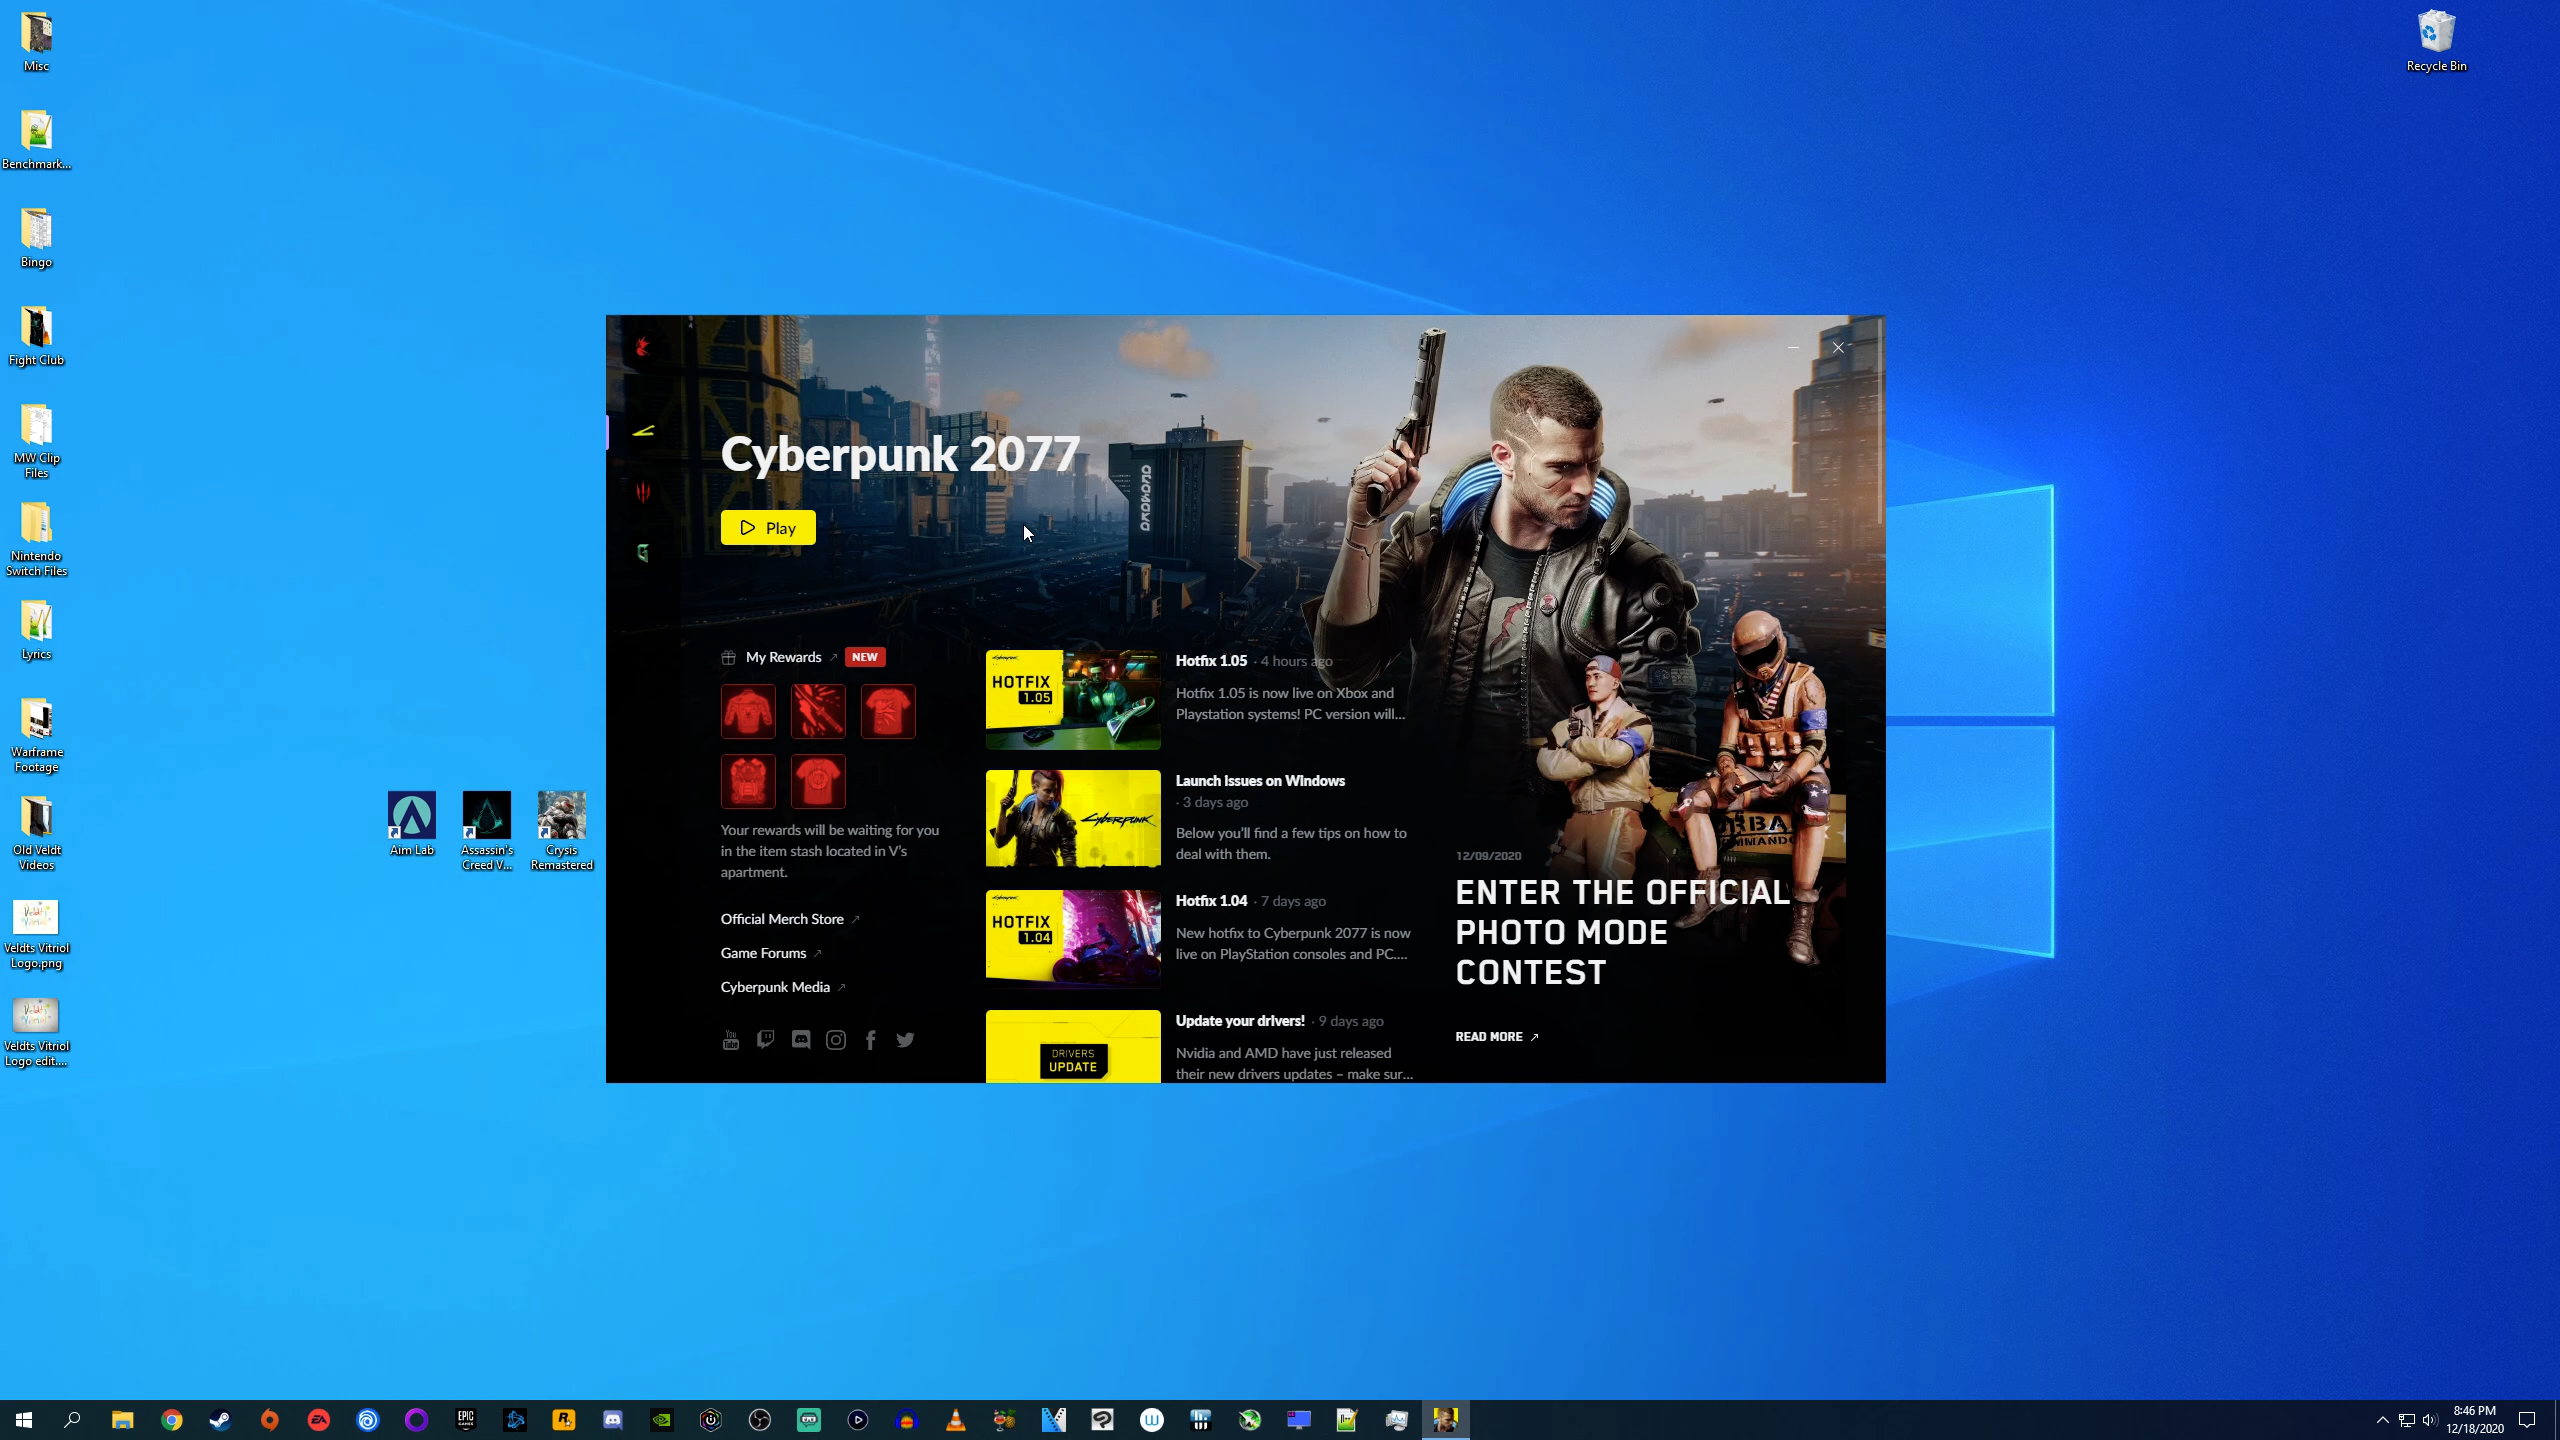 Misc
Benchmark...
Bingo
Fight Club
MW Clip
Files
Nintendo
Switch Files
Lyrics
Warframe
Footage
Old Veldt
Videos
Veldts Vitriol
Logo.png
Veldts Vitriol
Logo edit....
Aim Lab
Assassin's
Creed V...
Crysis
Remastered
Recycle Bin
Cyberpunk 2077
Play
My Rewards
NEW
Your rewards will be waiting for you
in the item stash located in V's
apartment.
Official Merch Store
Game Forums
Cyberpunk Media
You
Tube
HOTFIX
1.05
Hotfix 1.05 · 4 hours ago
Hotfix 1.05 is now live on Xbox and
Playstation systems! PC version will...
Cyberpunk
Launch issues on Windows
· 3 days ago
Below you'll find a few tips on how to
deal with them.
HOTFIX
1.04
Hotfix 1.04 · 7 days ago
New hotfix to Cyberpunk 2077 is now
live on PlayStation consoles and PC....
DRIVERS
UPDATE
Update your drivers! · 9 days ago
Nvidia and AMD have just released
their new drivers updates – make sur...
12/09/2020
ENTER THE OFFICIAL
PHOTO MODE
CONTEST
READ MORE
EPIC
GAMES
8:46 PM
12/18/2020